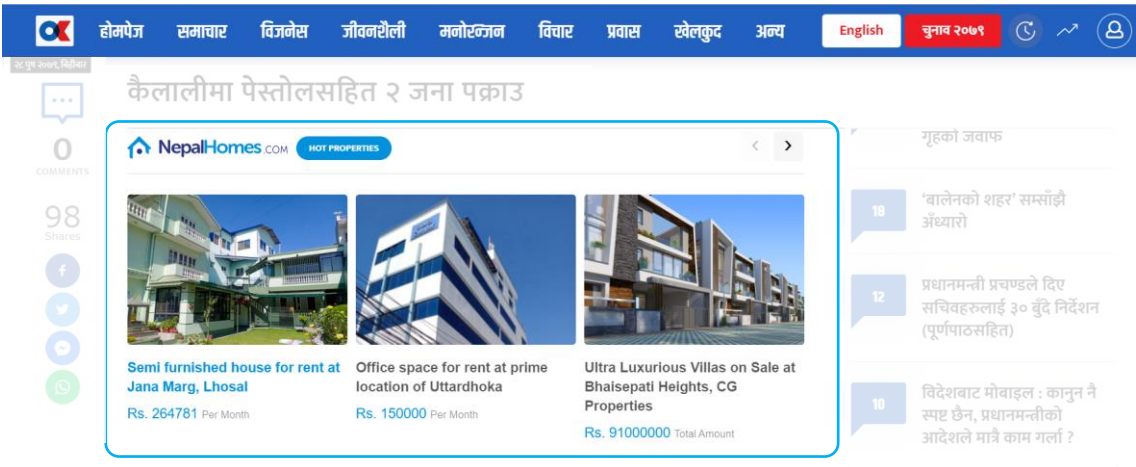 होमपेज समाचार विजनेस जीवनशैली मनोरन्जन विचार प्रवास खेलकुद अन्य English चुनाव २०७९
२८ पुष २०७९, बिहीबार
कैलालीमा पेस्तोलसहित २ जना पक्राउ
0
COMMENTS
98
Shares
NepalHomes.COM HOT PROPERTIES
Semi furnished house for rent at
Jana Marg, Lhosal
Rs. 264781 Per Month
Office space for rent at prime
location of Uttardhoka
Rs. 150000 Per Month
Ultra Luxurious Villas on Sale at
Bhaisepati Heights, CG
Properties
Rs. 91000000 Total Amount
गृहको जवाफ
18
‘बालेनको शहर’ सम्साँझै
अँध्यारो
12
प्रधानमन्त्री प्रचण्डले दिए
सचिवहरुलाई ३० बुँदे निर्देशन
(पूर्णपाठसहित)
10
विदेशबाट मोबाइल : कानुन नै
स्पष्ट छैन, प्रधानमन्त्रीको
आदेशले मात्रै काम गर्ला ?